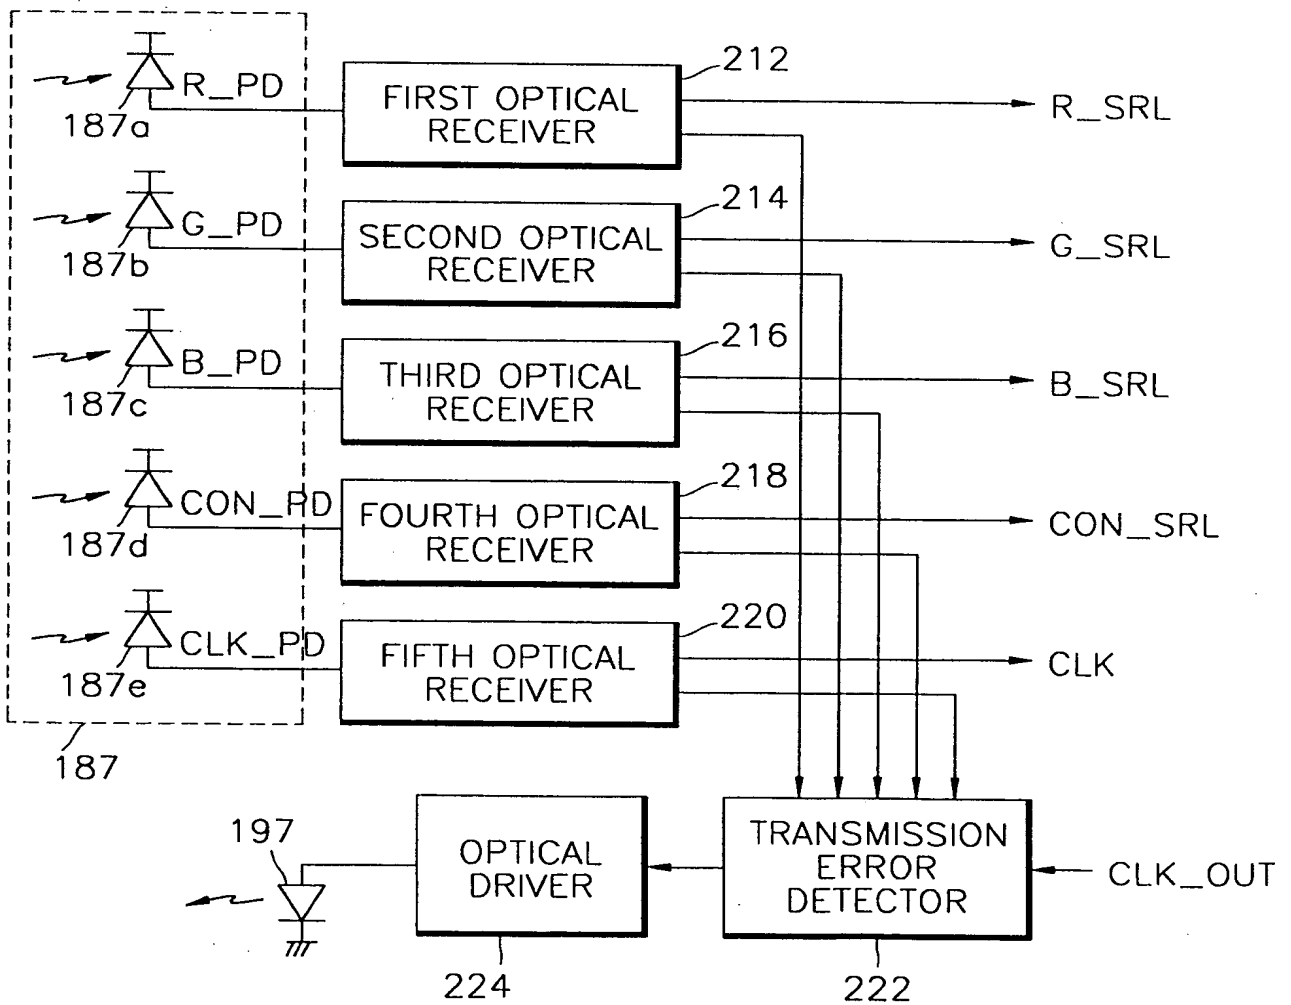 212
R_PD
FIRST OPTICAL
RECEIVER
R_SRL
187a
214
G_PD
SECOND OPTICAL
RECEIVER
G_SRL
187b
216
B_PD
THIRD OPTICAL
RECEIVER
B_SRL
187c
218
CON_PD
FOURTH OPTICAL
RECEIVER
CON_SRL
187d
220
CLK_PD
FIFTH OPTICAL
RECEIVER
CLK
187e
187
197
OPTICAL
DRIVER
TRANSMISSION
ERROR
DETECTOR
CLK_OUT
224
222